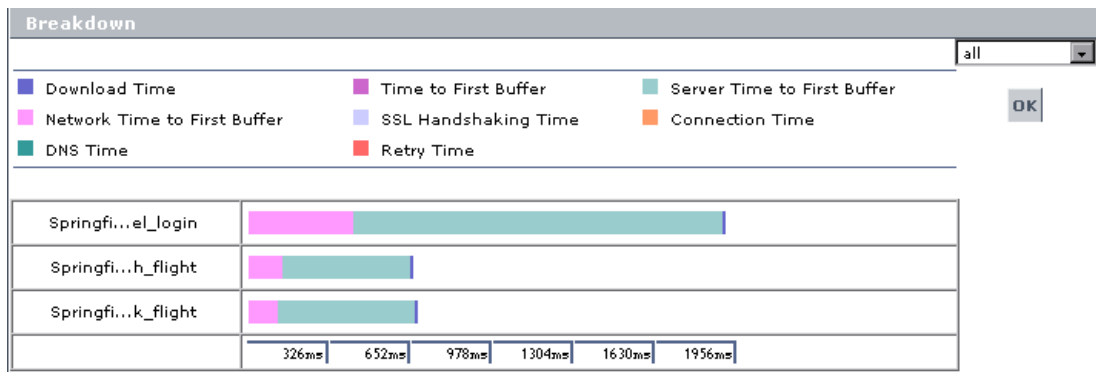 Breakdown
all
Download Time Time to First Buffer Server Time to First Buffer
OK
Network Time to First Buffer SSL Handshaking Time Connection Time
DNS Time Retry Time
Springfi...el_login
Springfi...h_flight
Springfi...k_flight
326ms 652ms 978ms 1304ms 1630ms 1956ms